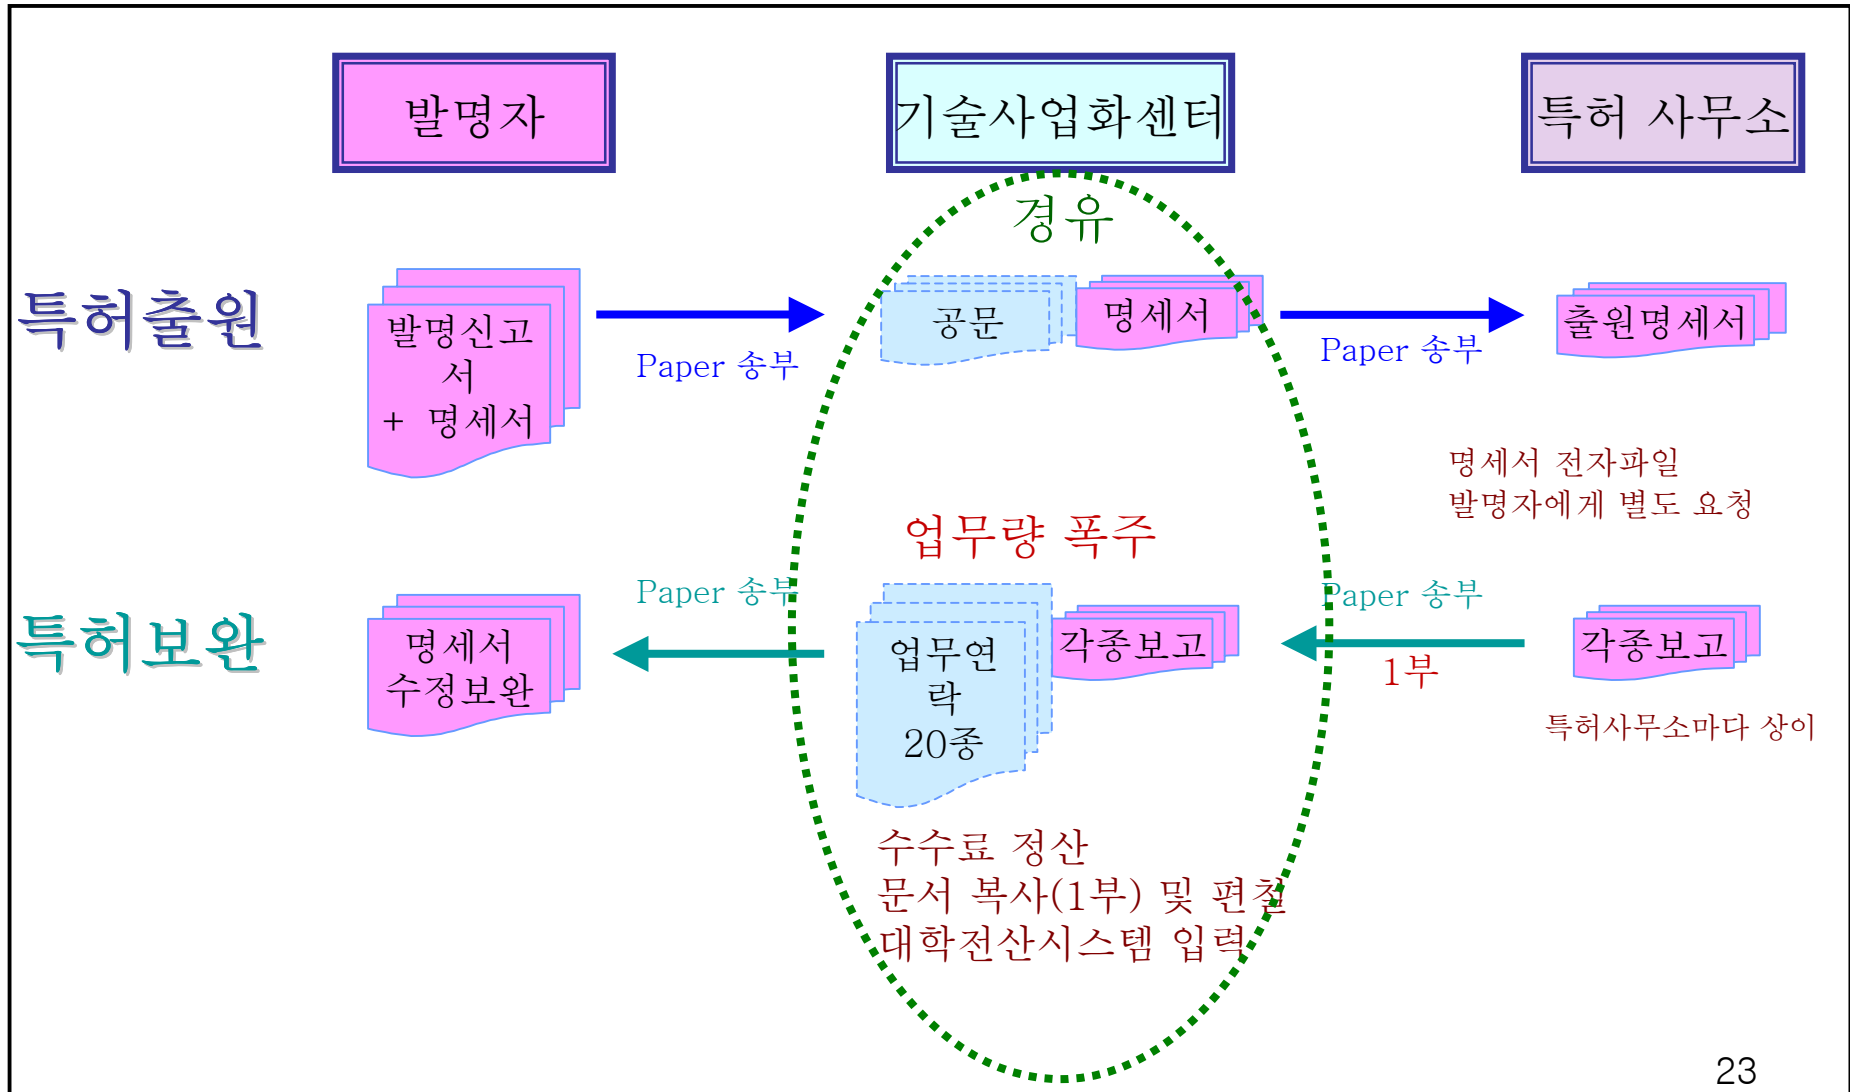 발명자
기술사업화센터
특허 사무소
경유
특허출원
발명신고
서
+ 명세서
Paper 송부
공문
명세서
Paper 송부
출원명세서
명세서 전자파일
발명자에게 별도 요청
업무량 폭주
특허보완
명세서
수정보완
Paper 송부
업무연
락
20종
각종보고
Paper 송부
1부
각종보고
특허사무소마다 상이
수수료 정산
문서 복사(1부) 및 편철
대학전산시스템 입력
23